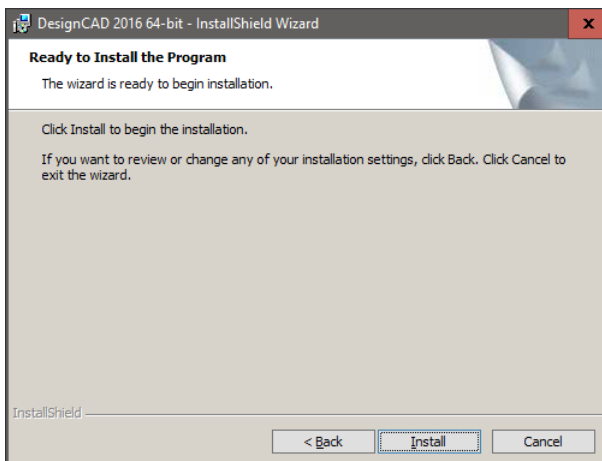 DesignCAD 2016 64-bit - InstallShield Wizard
x
Ready to Install the Program
The wizard is ready to begin installation.
Click Install to begin the installation.
If you want to review or change any of your installation settings, click Back. Click Cancel to
exit the wizard.
InstallShield
< Back Install Cancel